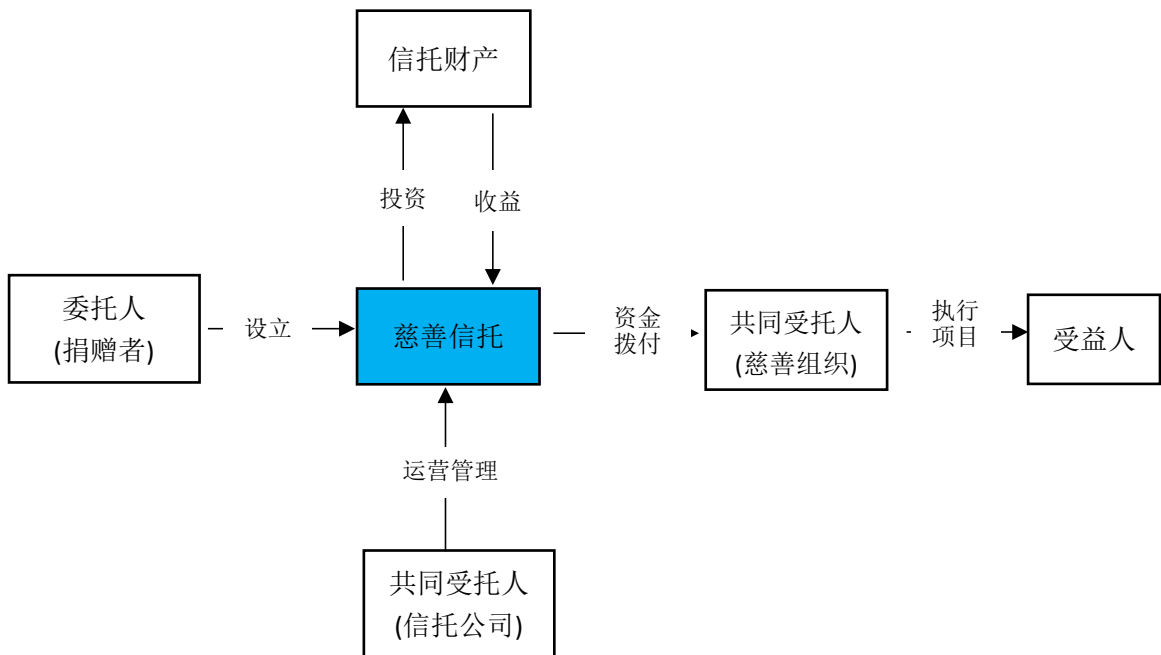 信托财产
投资
收益
委托人
(捐赠者)
设立
慈善信托
资金
拨付
共同受托人
(慈善组织)
执行
项目
受益人
运营管理
共同受托人
(信托公司)